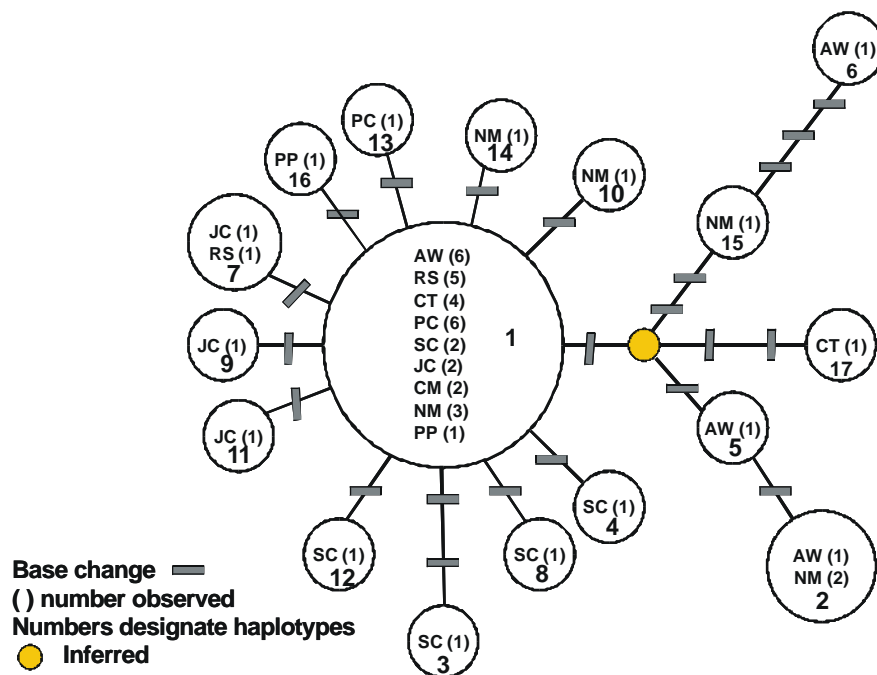 AW (1)
6
PC (1)
13
NM (1)
14
PP (1)
16
NM (1)
10
JC (1)
RS (1)
7
NM (1)
15
AW (6)
RS (5)
CT (4)
PC (6)
SC (2)
JC (2)
CM (2)
NM (3)
PP (1)
1
JC (1)
9
CT (1)
17
JC (1)
11
AW (1)
5
SC (1)
4
SC (1)
12
SC (1)
8
AW (1)
NM (2)
2
SC (1)
3
Base change
( ) number observed
Numbers designate haplotypes
Inferred